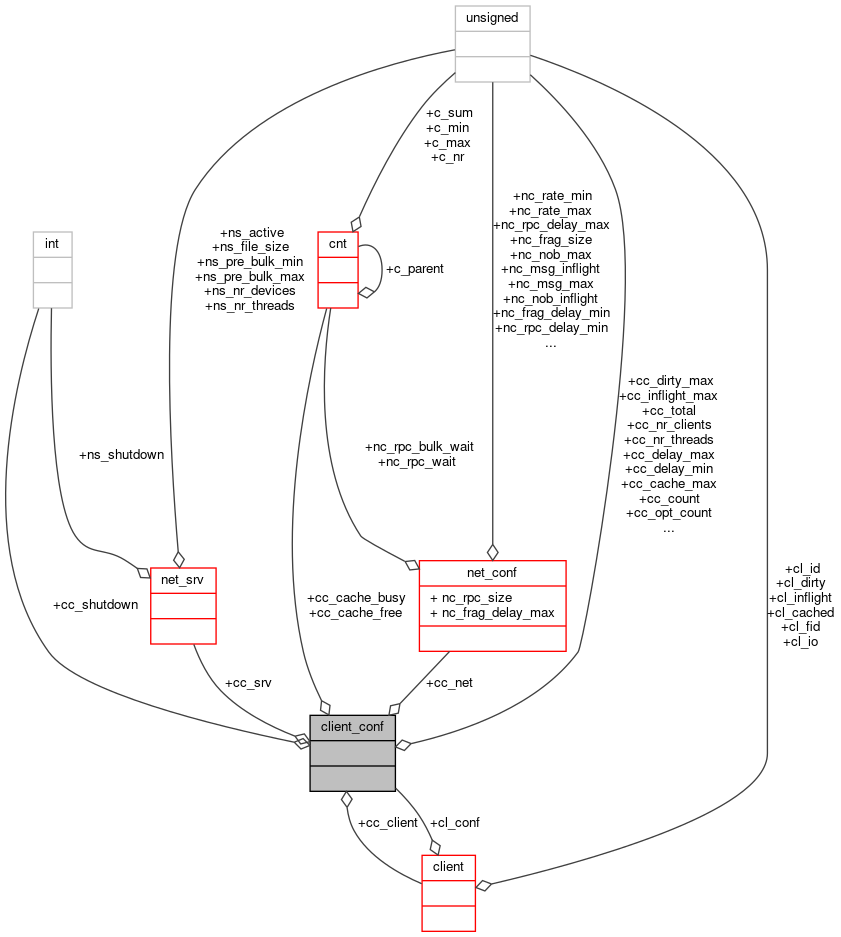 unsigned
+c_sum
+c_min
+c_max
+c_nr
+nc_rate_min
+nc_rate_max
+nc_rpc_delay_max
+nc_frag_size
+nc_nob_max
+nc_msg_inflight
+nc_msg_max
+nc_nob_inflight
+nc_frag_delay_min
+nc_rpc_delay_min
...
+ns_active
+ns_file_size
+ns_pre_bulk_min
+ns_pre_bulk_max
+ns_nr_devices
+ns_nr_threads
int
cnt
+c_parent
+cc_dirty_max
+cc_inflight_max
+cc_total
+cc_nr_clients
+cc_nr_threads
+cc_delay_max
+cc_delay_min
+cc_cache_max
+cc_count
+cc_opt_count
...
+ns_shutdown
+nc_rpc_bulk_wait
+nc_rpc_wait
net_srv
net_conf
+ nc_rpc_size
+ nc_frag_delay_max
+cl_id
+cl_dirty
+cl_inflight
+cl_cached
+cl_fid
+cl_io
+cc_shutdown
+cc_cache_busy
+cc_cache_free
+cc_srv
+cc_net
client_conf
+cc_client
+cl_conf
client